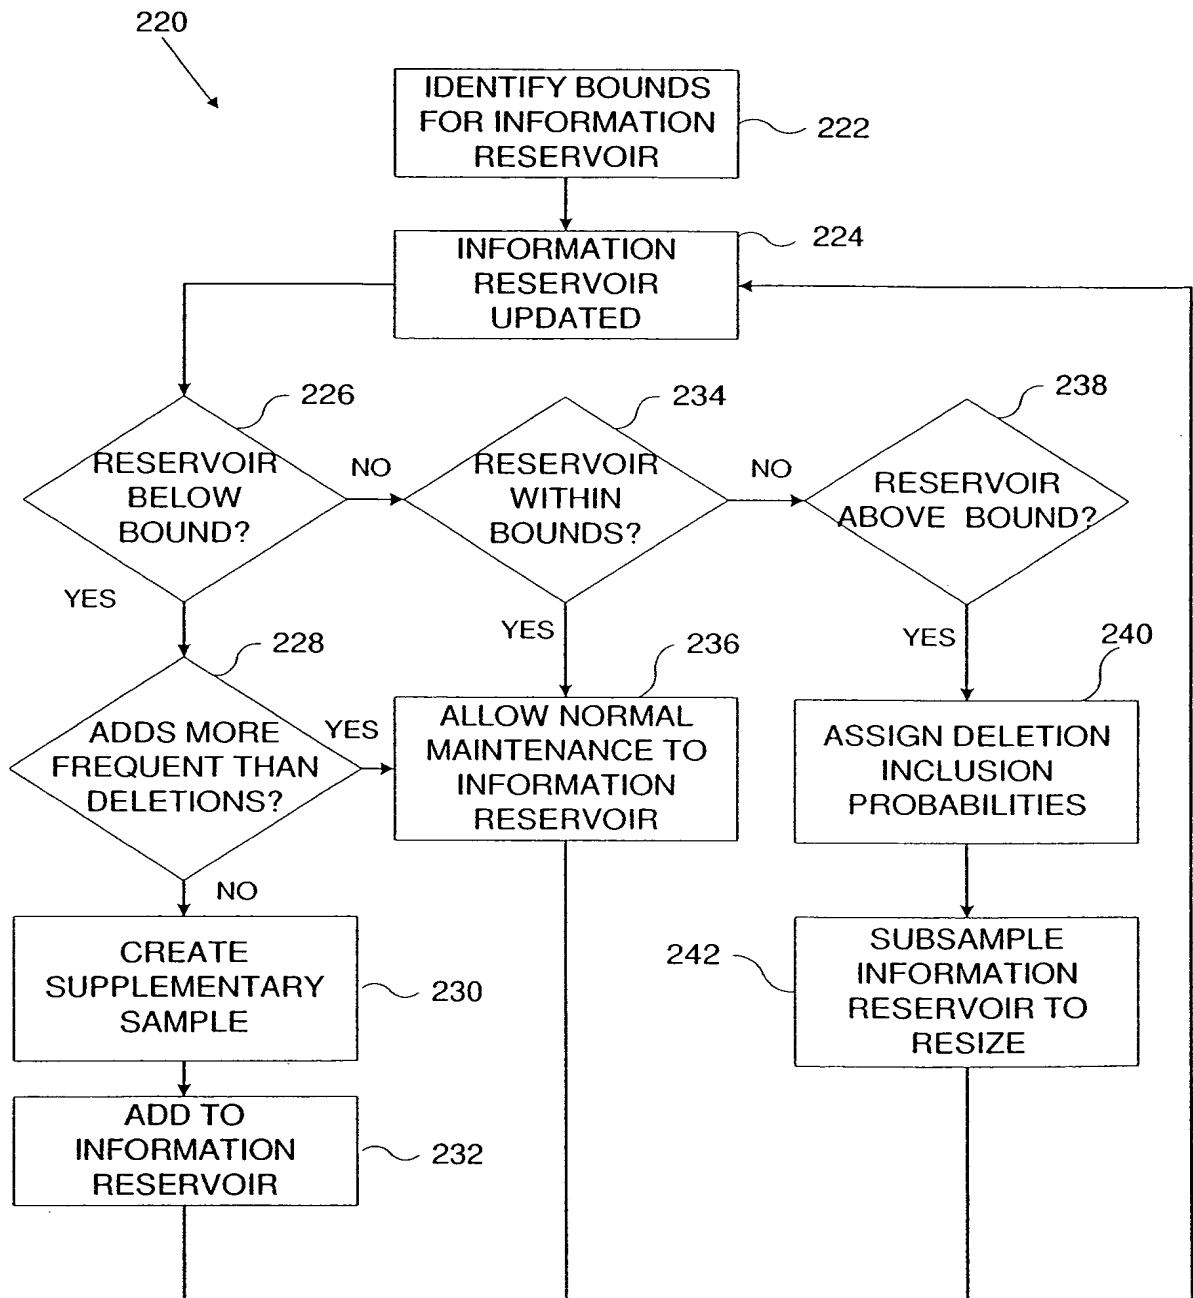 220
IDENTIFY BOUNDS
FOR INFORMATION
RESERVOIR
222
INFORMATION
RESERVOIR
UPDATED
224
RESERVOIR
BELOW
BOUND?
226
NO
YES
RESERVOIR
WITHIN
BOUNDS?
234
NO
YES
RESERVOIR
ABOVE BOUND?
238
YES
ADDS MORE
FREQUENT THAN
DELETIONS?
228
YES
NO
ALLOW NORMAL
MAINTENANCE TO
INFORMATION
RESERVOIR
236
ASSIGN DELETION
INCLUSION
PROBABILITIES
240
CREATE
SUPPLEMENTARY
SAMPLE
230
SUBSAMPLE
INFORMATION
RESERVOIR TO
RESIZE
242
ADD TO
INFORMATION
RESERVOIR
232